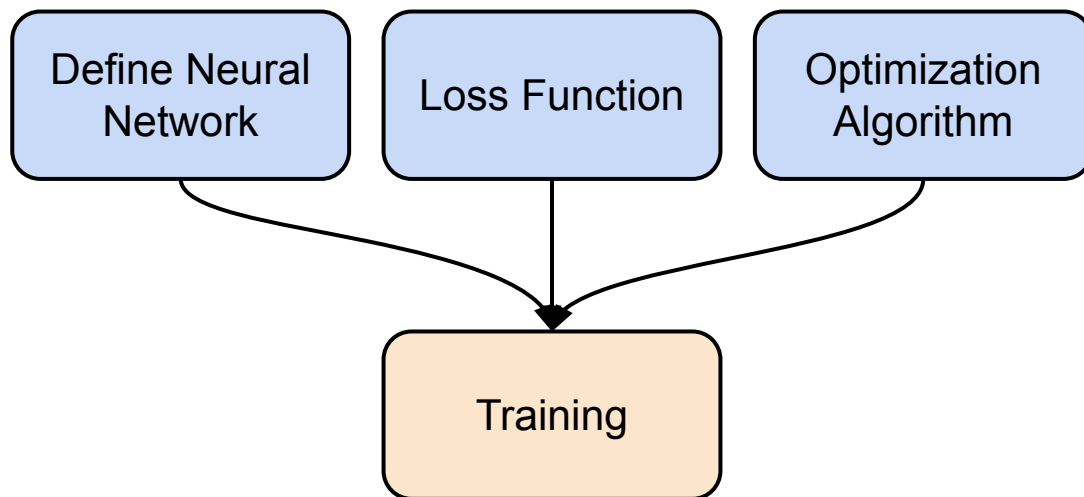 Define Neural
Network
Loss Function
Optimization
Algorithm
Training